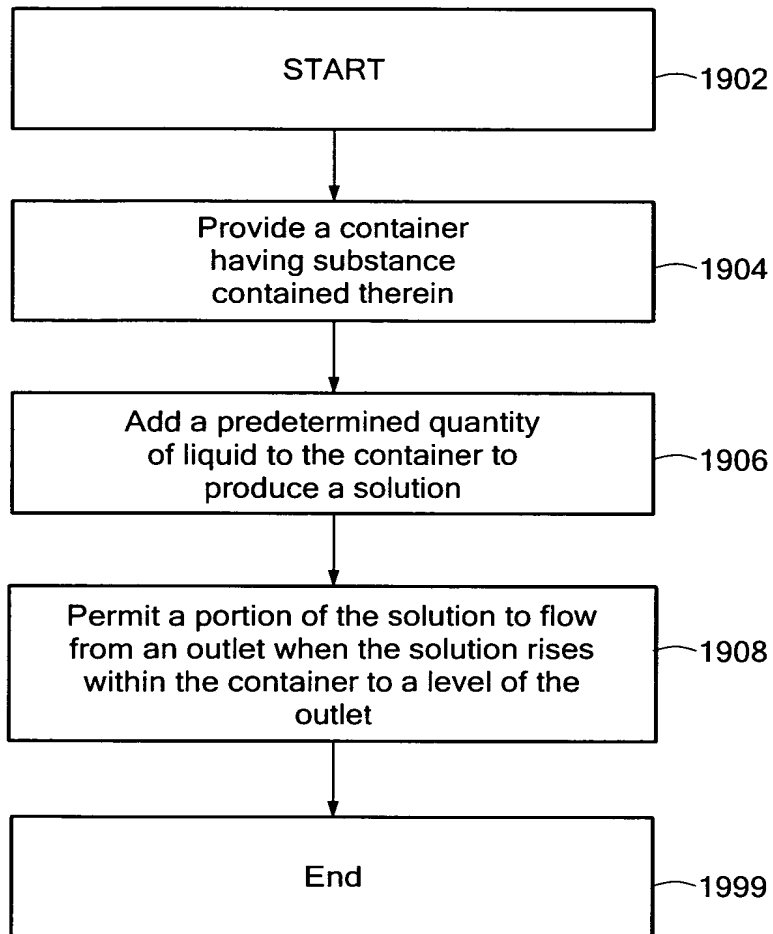 START
1902
Provide a container
having substance
contained therein
1904
Add a predetermined quantity
of liquid to the container to
produce a solution
1906
Permit a portion of the solution to flow
from an outlet when the solution rises
within the container to a level of the
outlet
1908
End
1999